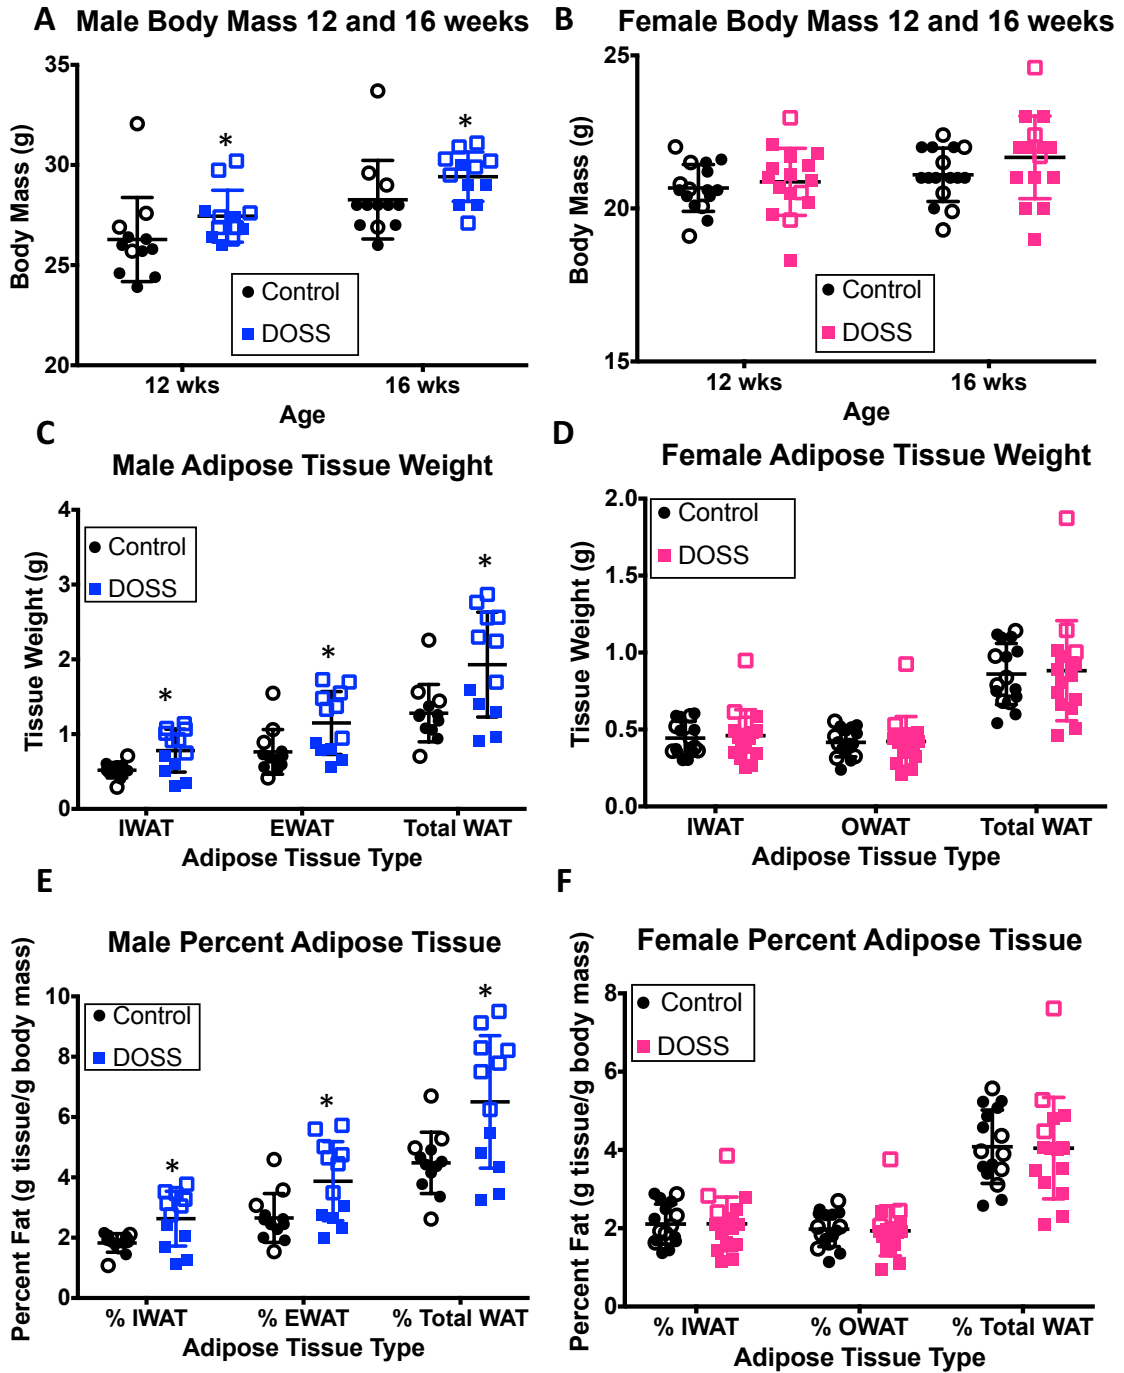 A Male Body Mass 12 and 16 weeks
35
30
25
20
Body Mass (g)
*
*
Control
DOSS
12 wks
16 wks
Age
B Female Body Mass 12 and 16 weeks
25
20
15
Body Mass (g)
Control
DOSS
12 wks
16 wks
Age
C
Male Adipose Tissue Weight
4
3
2
1
0
Tissue Weight (g)
Control
DOSS
*
*
*
IWAT
EWAT
Total WAT
Adipose Tissue Type
D
Female Adipose Tissue Weight
2.0
1.5
1.0
0.5
0.0
Tissue Weight (g)
Control
DOSS
IWAT
OWAT
Total WAT
Adipose Tissue Type
E
Male Percent Adipose Tissue
10
8
6
4
2
0
Percent Fat (g tissue/g body mass)
Control
DOSS
*
*
*
% IWAT
% EWAT
% Total WAT
Adipose Tissue Type
F
Female Percent Adipose Tissue
8
6
4
2
0
Percent Fat (g tissue/g body mass)
Control
DOSS
% IWAT
% OWAT
% Total WAT
Adipose Tissue Type